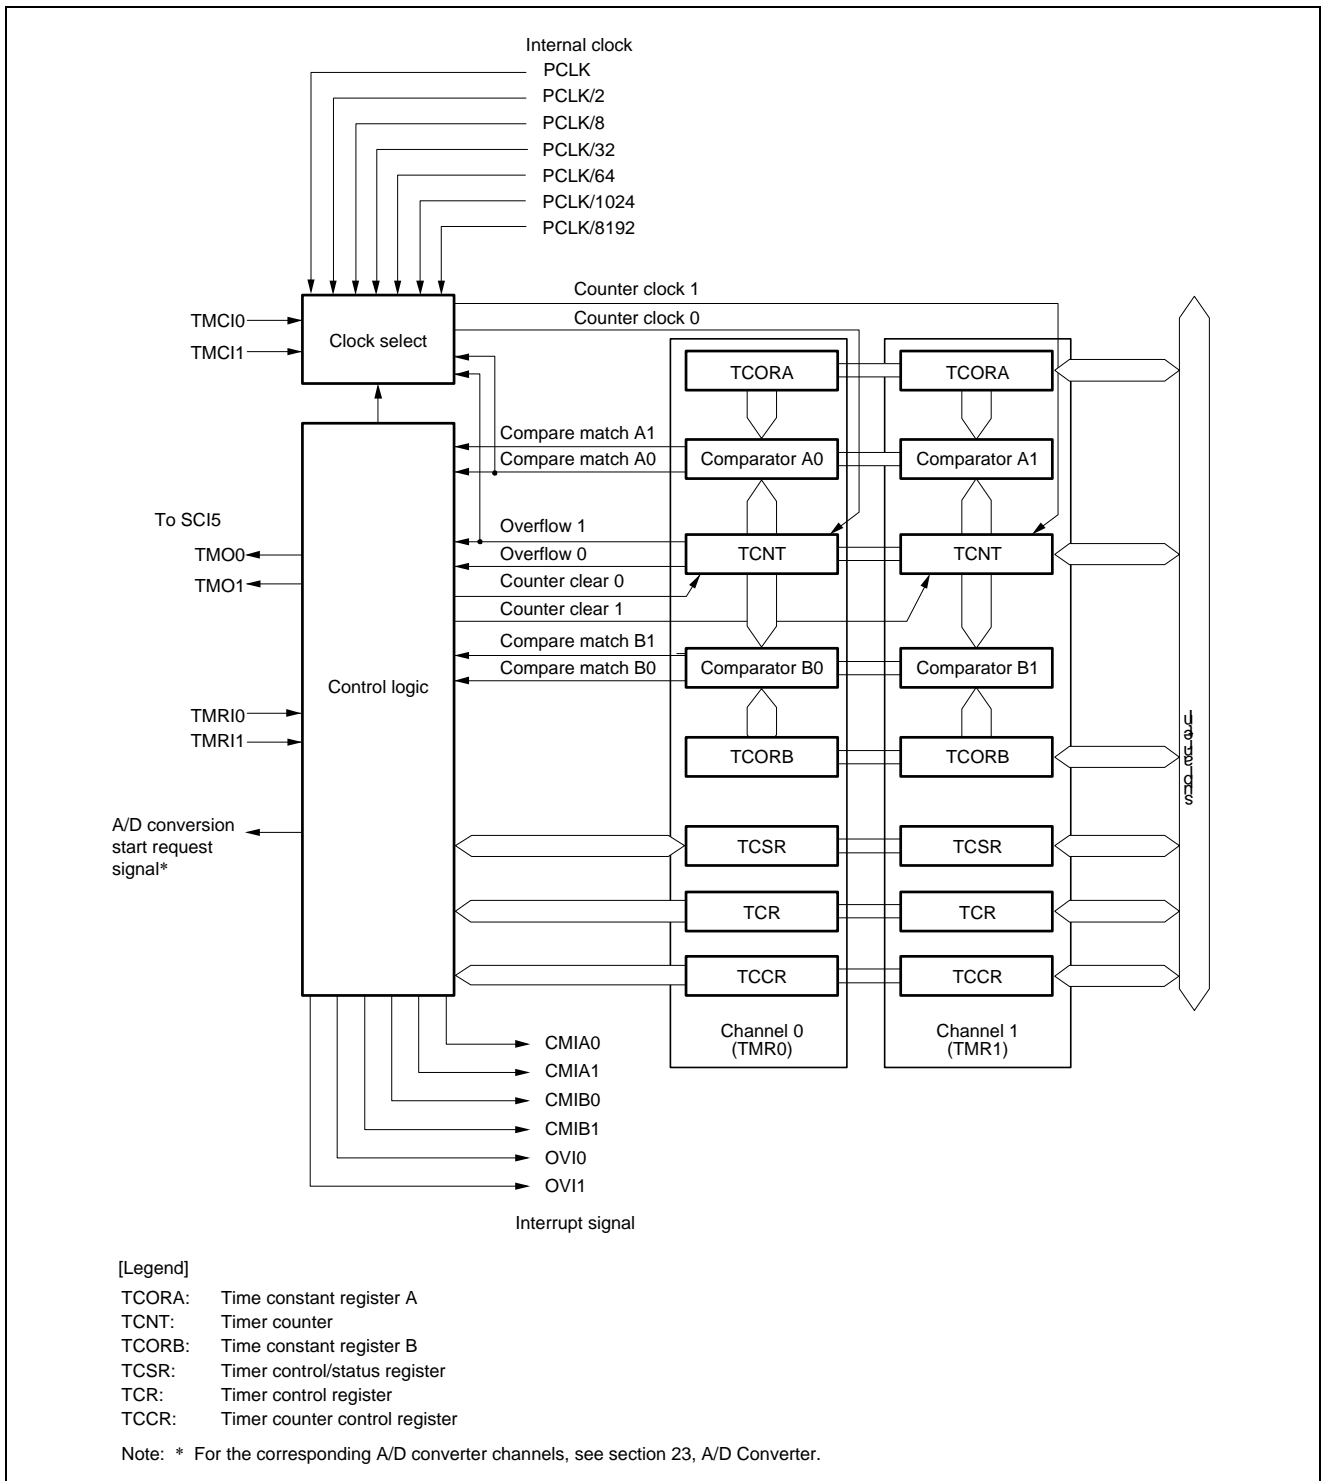 Internal clock
PCLK
PCLK/2
PCLK/8
PCLK/32
PCLK/64
PCLK/1024
PCLK/8192
Counter clock 1
Counter clock 0
TMCI0
TMCI1
Clock select
TCORA
TCORA
Compare match A1
Compare match A0
Comparator A0
Comparator A1
To SCI5
TMO0
TMO1
Overflow 1
Overflow 0
Counter clear 0
Counter clear 1
TCNT
TCNT
Compare match B1
Compare match B0
Comparator B0
Comparator B1
Control logic
TMRI0
TMRI1
TCORB
TCORB
A/D conversion
start request
signal*
TCSR
TCSR
TCR
TCR
TCCR
TCCR
Channel 0
(TMR0)
Channel 1
(TMR1)
CMIA0
CMIA1
CMIB0
CMIB1
OVI0
OVI1
Interrupt signal
[Legend]
TCORA: Time constant register A
TCNT: Timer counter
TCORB: Time constant register B
TCSR: Timer control/status register
TCR: Timer control register
TCCR: Timer counter control register
Note: * For the corresponding A/D converter channels, see section 23, A/D Converter.